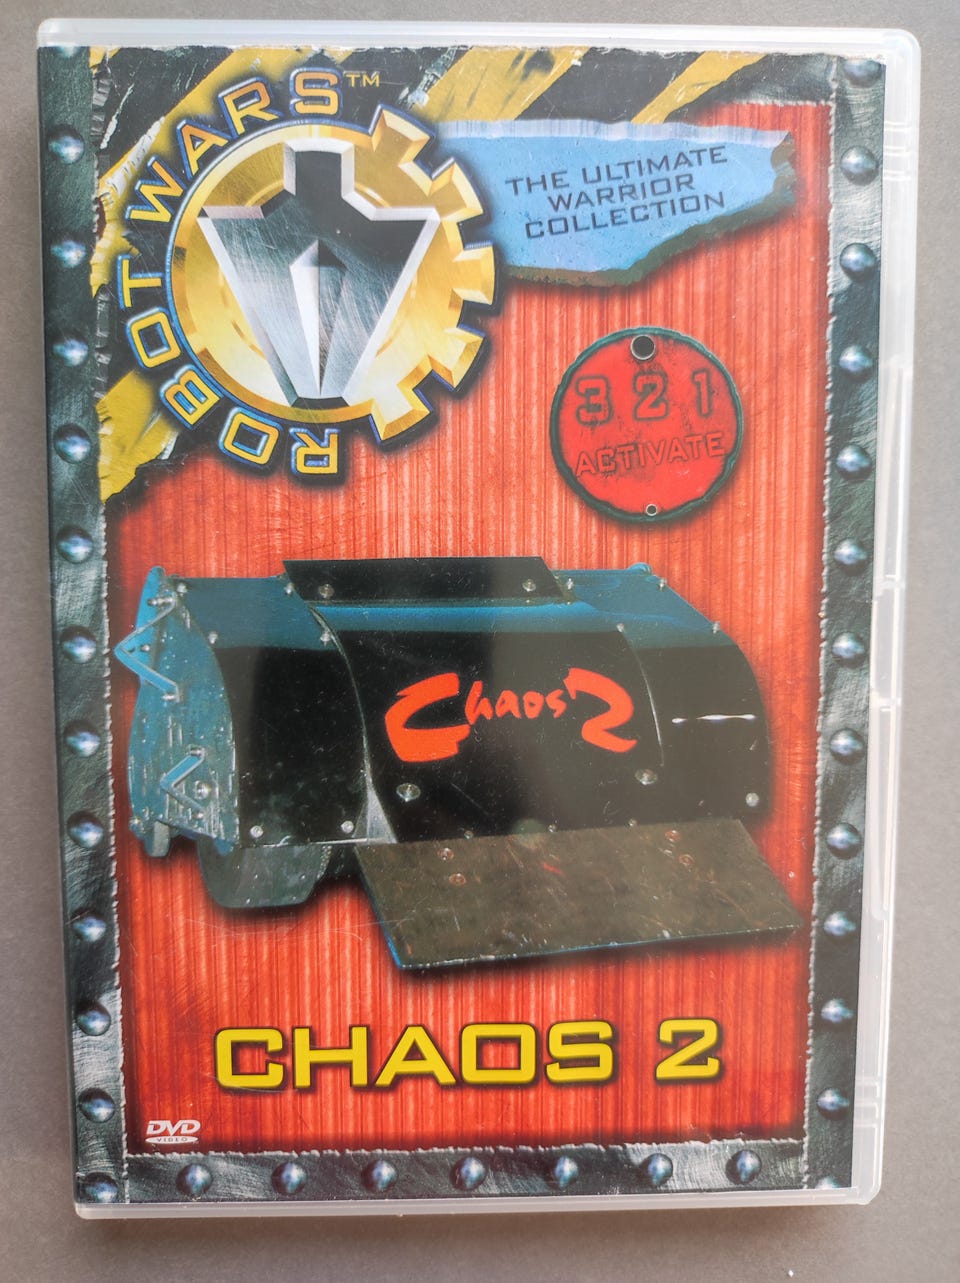 ROBOT WARS™
THE ULTIMATE
WARRIOR
COLLECTION
3 2 1
ACTIVATE
Chaos 2
CHAOS 2
DVD
VIDEO